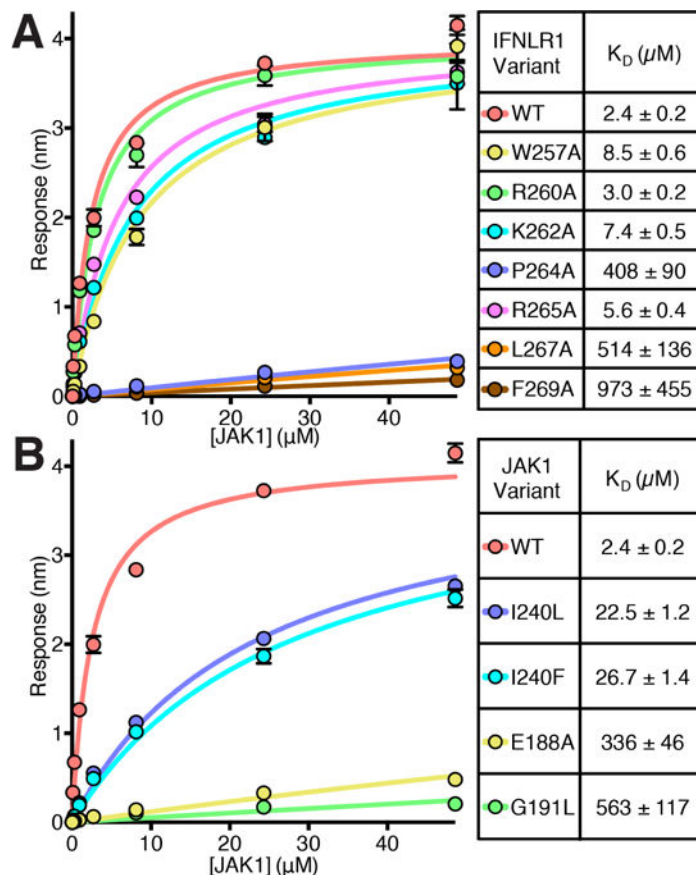 A
4
3
2
1
0
Response (nm)
0 10 20 30 40
[JAK1] (µM)
IFNLR1 Variant K_D (µM)
WT 2.4 ± 0.2
W257A 8.5 ± 0.6
R260A 3.0 ± 0.2
K262A 7.4 ± 0.5
P264A 408 ± 90
R265A 5.6 ± 0.4
L267A 514 ± 136
F269A 973 ± 455
B
4
3
2
1
0
Response (nm)
0 10 20 30 40
[JAK1] (µM)
JAK1 Variant K_D (µM)
WT 2.4 ± 0.2
I240L 22.5 ± 1.2
I240F 26.7 ± 1.4
E188A 336 ± 46
G191L 563 ± 117